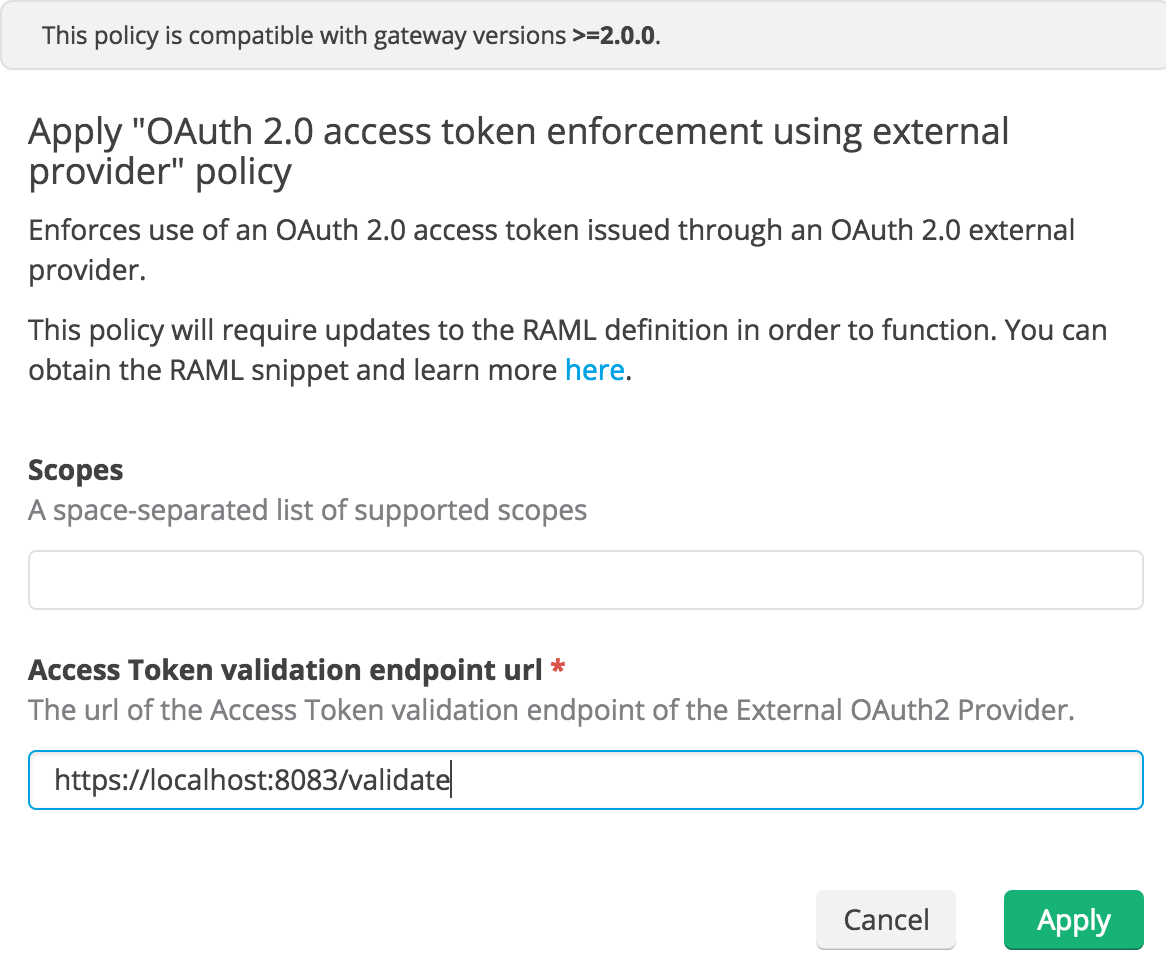 This policy is compatible with gateway versions >=2.0.0.
Apply "OAuth 2.0 access token enforcement using external
provider" policy
Enforces use of an OAuth 2.0 access token issued through an OAuth 2.0 external
provider.
This policy will require updates to the RAML definition in order to function. You can
obtain the RAML snippet and learn more here.
Scopes
A space-separated list of supported scopes
Access Token validation endpoint url *
The url of the Access Token validation endpoint of the External OAuth2 Provider.
https://localhost:8083/validate
Cancel
Apply